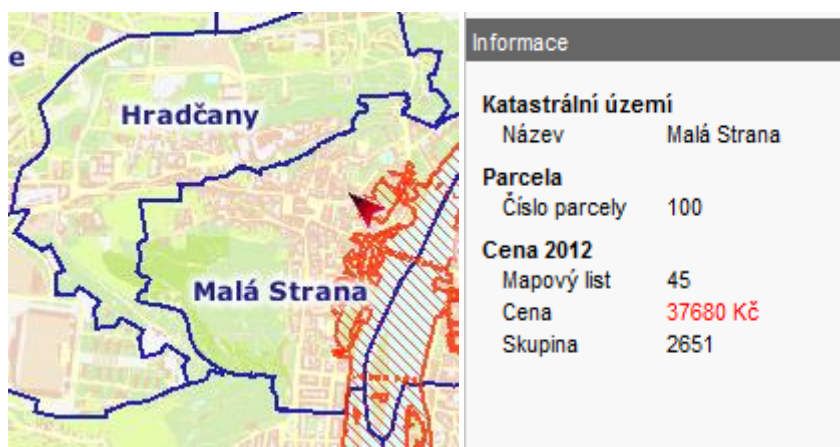 e
Hradčany
Malá Strana
Informace
Katastrální území
Název Malá Strana
Parcela
Číslo parcely 100
Cena 2012
Mapový list 45
Cena 37680 Kč
Skupina 2651